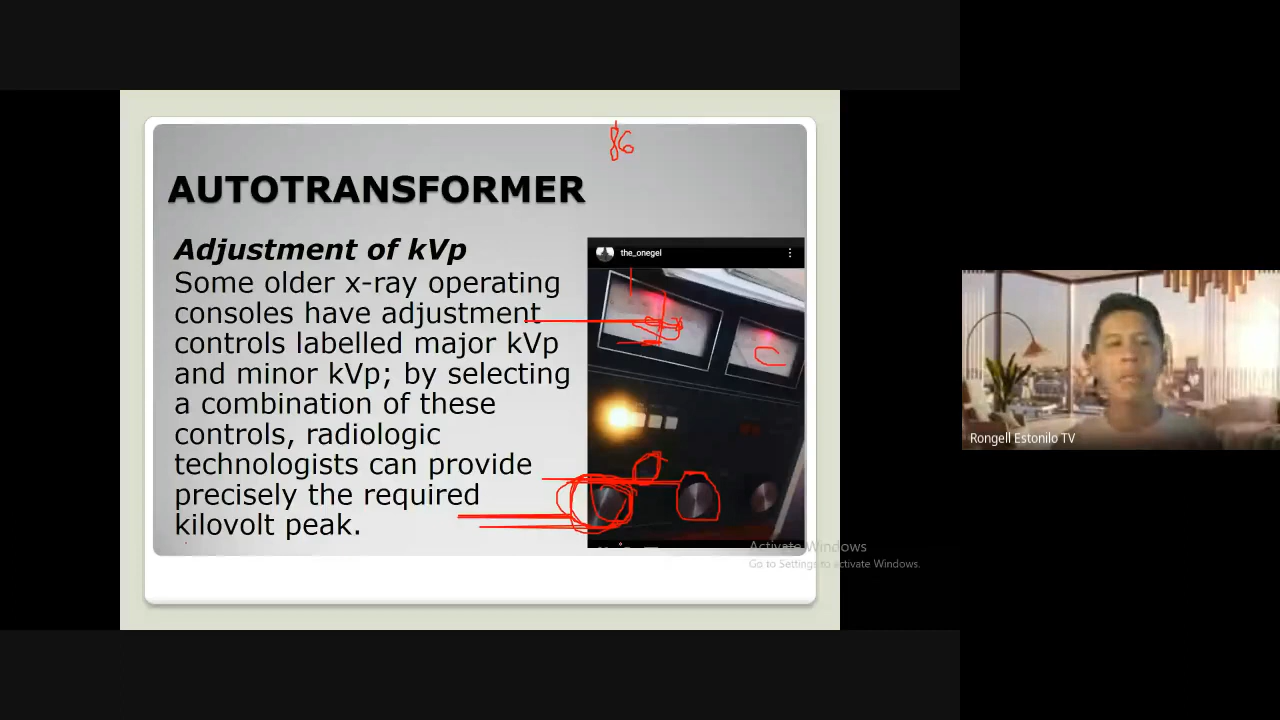 86
AUTOTRANSFORMER
Adjustment of kVp
Some older x-ray operating
consoles have adjustment
controls labelled major kVp
and minor kVp; by selecting
a combination of these
controls, radiologic
technologists can provide
precisely the required
kilovolt peak.
the_onegel
Activate Windows
Go to Settings to activate Windows.
Rongell Estonilo TV